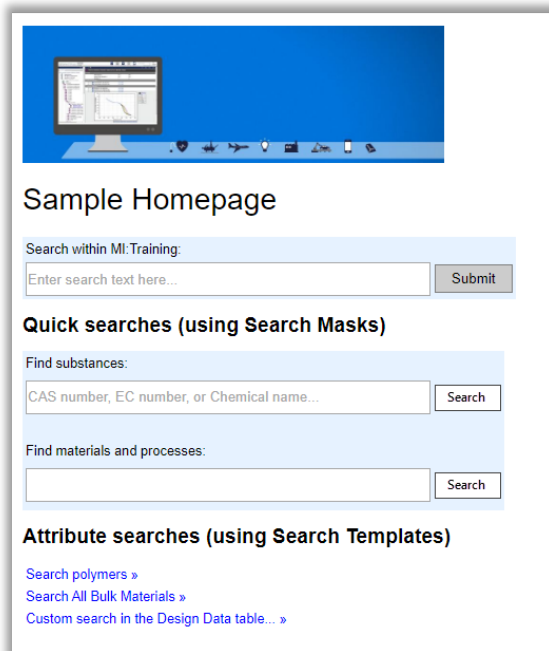 Sample Homepage
Search within MI:Training:
Enter search text here...
Submit
Quick searches (using Search Masks)
Find substances:
CAS number, EC number, or Chemical name...
Search
Find materials and processes:
Search
Attribute searches (using Search Templates)
Search polymers »
Search All Bulk Materials »
Custom search in the Design Data table... »